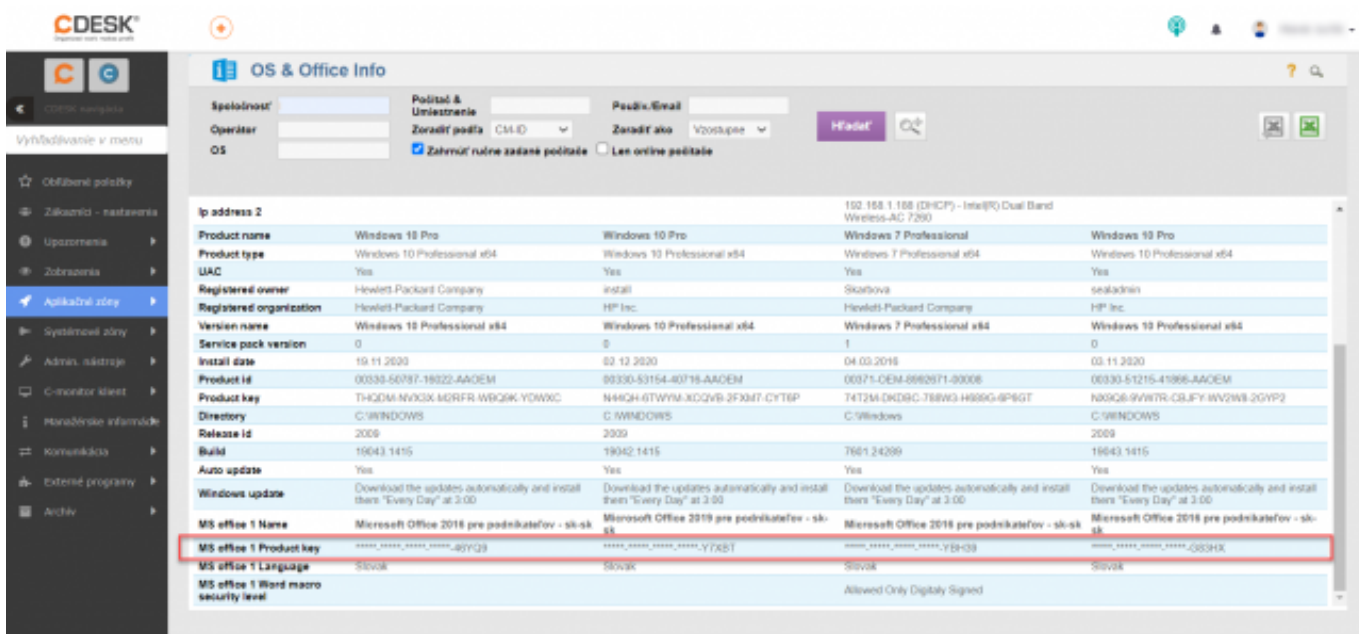 CDESK®
OS & Office Info
? 
CDESK navigácia
Vyhľadávanie v menu
Obľúbené položky
Zákazníci - nastavenia
Upozornenia
Zobrazenia
Aplikačné zóny
Systémové zóny
Admin. nástroje
C-monitor klient
Manažérske informácie
Komunikácia
Externé programy
Archív
Spoločnosť Počítač & Umiestnenie Použív./Email
Operátor Zoradiť podľa CM-ID Zoradiť ako Vzostupne Hľadať
OS Zahrnúť ručne zadané počítače Len online počítače
Ip address 2 192.168.1.188 (DHCP) - Intel(R) Dual Band Wireless-AC 7260
Product name Windows 10 Pro Windows 10 Pro Windows 7 Professional Windows 10 Pro
Product type Windows 10 Professional x64 Windows 10 Professional x64 Windows 7 Professional x64 Windows 10 Professional x64
UAC Yes Yes Yes Yes
Registered owner Hewlett-Packard Company install Skarbova sealadmin
Registered organization Hewlett-Packard Company HP Inc. Hewlett-Packard Company HP Inc.
Version name Windows 10 Professional x64 Windows 10 Professional x64 Windows 7 Professional x64 Windows 10 Professional x64
Service pack version 0 0 1 0
Install date 19.11.2020 02.12.2020 04.03.2016 03.11.2020
Product id
Product key
Directory C:\WINDOWS C:\WINDOWS C:\Windows C:\WINDOWS
Release id 2009 2009 2009
Build 19043.1415 19042.1415 7601.24289 19043.1415
Auto update Yes Yes Yes Yes
Windows update Download the updates automatically and install them "Every Day" at 3:00 Download the updates automatically and install them "Every Day" at 3:00 Download the updates automatically and install them "Every Day" at 3:00 Download the updates automatically and install them "Every Day" at 3:00
MS office 1 Name Microsoft Office 2016 pre podnikateľov - sk-sk Microsoft Office 2019 pre podnikateľov - sk-sk Microsoft Office 2016 pre podnikateľov - sk-sk Microsoft Office 2016 pre podnikateľov - sk-sk
MS office 1 Product key *****-*****-*****-*****-46YQ9 *****-*****-*****-*****-Y7XBT *****-*****-*****-*****-YBH39 *****-*****-*****-*****-G83HX
MS office 1 Language Slovak Slovak Slovak Slovak
MS office 1 Word macro security level Allowed Only Digitaly Signed